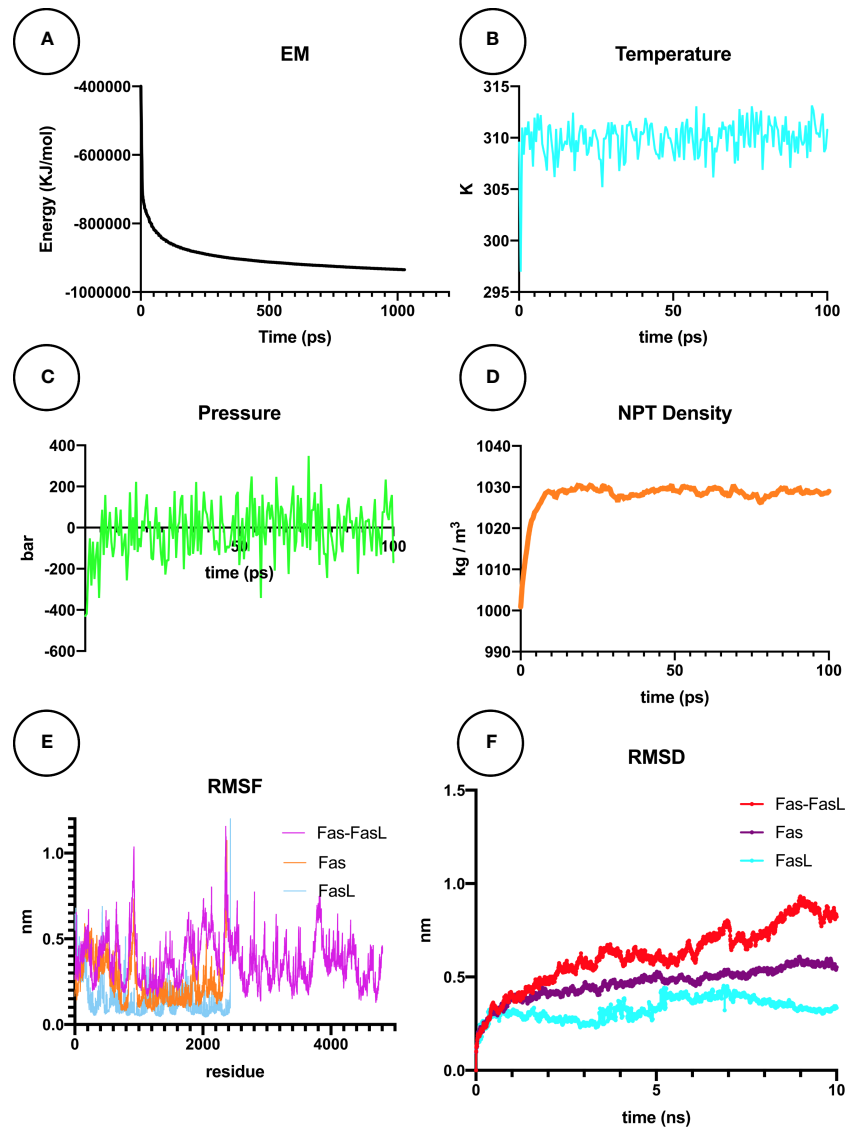 A
EM
-400000
-600000
-800000
-1000000
Energy (KJ/mol)
0
500
1000
Time (ps)
B
Temperature
315
310
305
300
295
K
0
50
100
time (ps)
C
Pressure
400
200
0
-200
-400
-600
bar
50
100
time (ps)
D
NPT Density
1040
1030
1020
1010
1000
990
kg / m³
0
50
100
time (ps)
E
RMSF
Fas-FasL
Fas
FasL
1.0
0.5
0.0
nm
0
2000
4000
residue
F
RMSD
Fas-FasL
Fas
FasL
1.5
1.0
0.5
0.0
nm
0
5
10
time (ns)